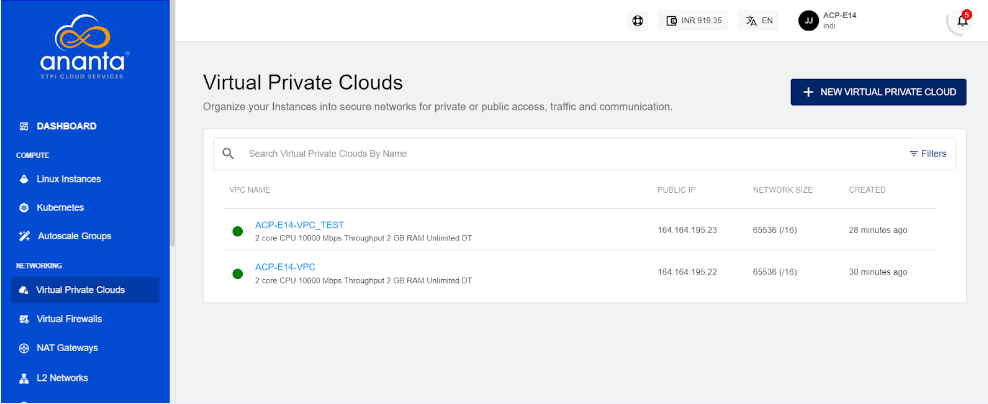 ananta
STPI CLOUD SERVICES
DASHBOARD
COMPUTE
Linux Instances
Kubernetes
Autoscale Groups
NETWORKING
Virtual Private Clouds
Virtual Firewalls
NAT Gateways
L2 Networks
INR 919.35
EN
JJ
ACP-E14
indi
5
Virtual Private Clouds
Organize your Instances into secure networks for private or public access, traffic and communication.
+ NEW VIRTUAL PRIVATE CLOUD
Search Virtual Private Clouds By Name
Filters
VPC NAME PUBLIC IP NETWORK SIZE CREATED
ACP-E14-VPC_TEST
2 core CPU 10000 Mbps Throughput 2 GB RAM Unlimited DT
164.164.195.23 65536 (/16) 28 minutes ago
ACP-E14-VPC
2 core CPU 10000 Mbps Throughput 2 GB RAM Unlimited DT
164.164.195.22 65536 (/16) 30 minutes ago